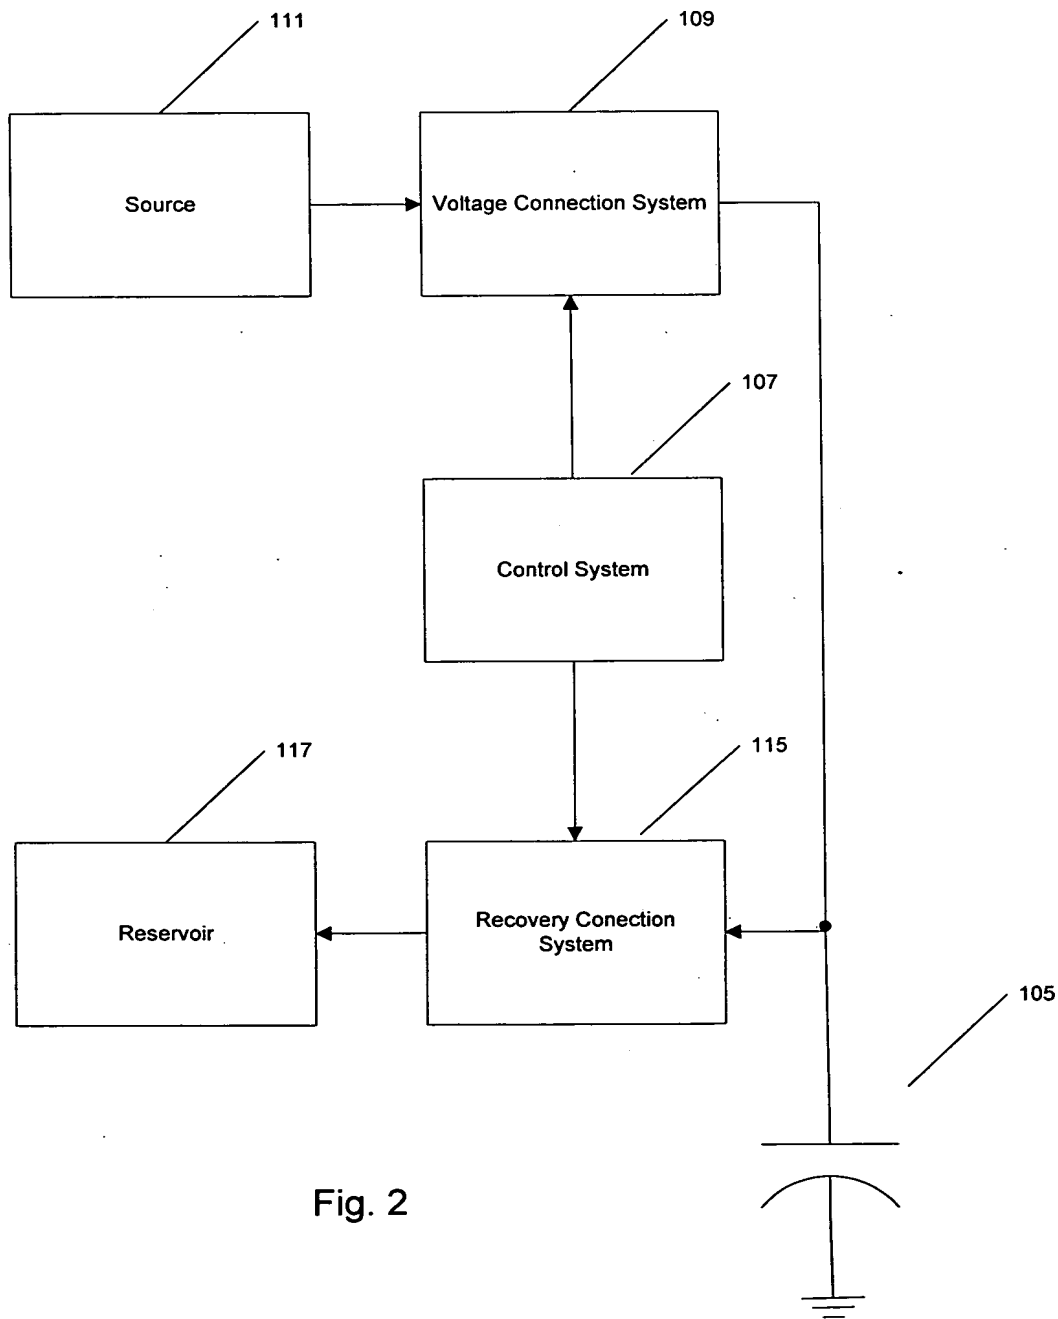 111
109
Source
Voltage Connection System
107
Control System
117
115
Reservoir
Recovery Conection
System
105
Fig. 2